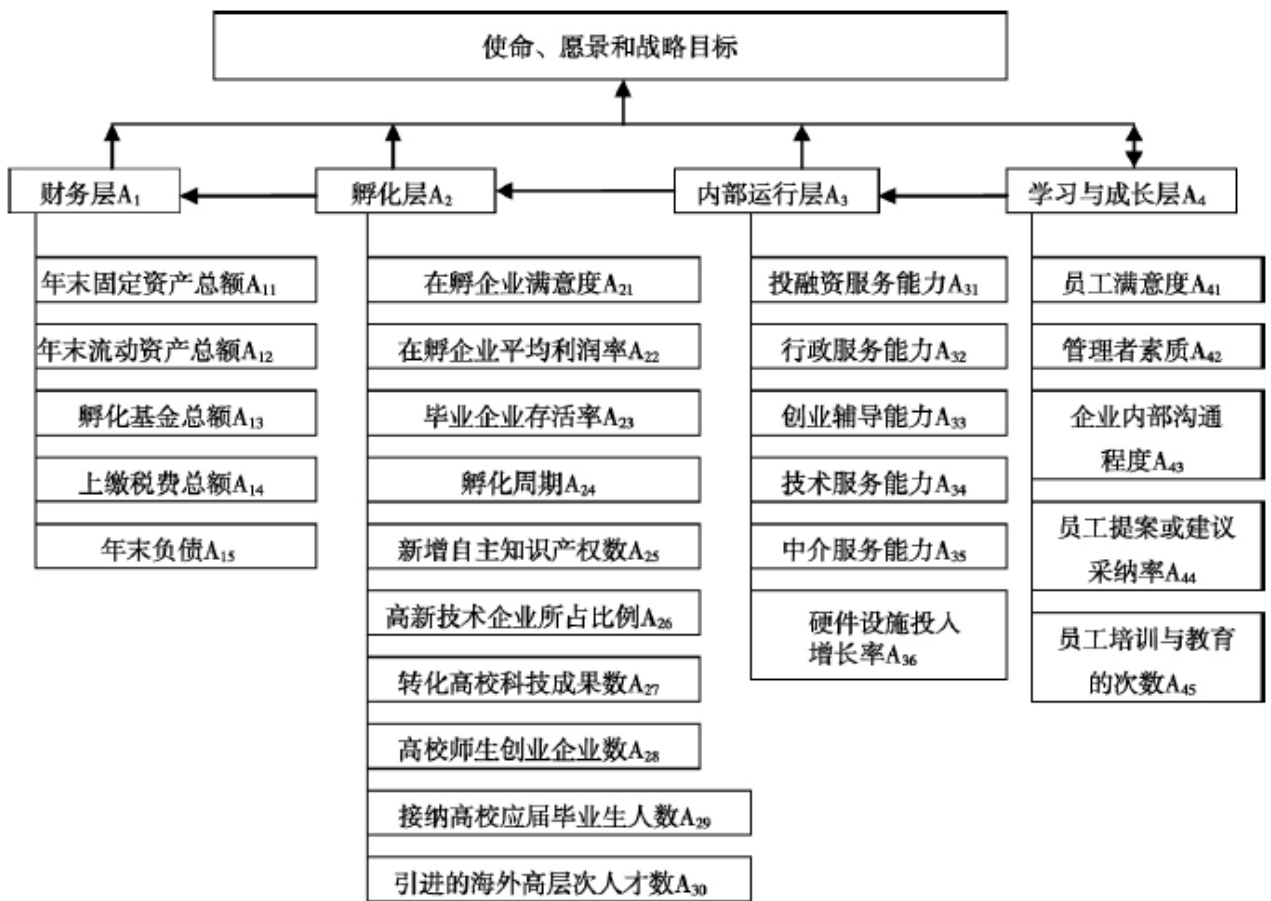 使命、愿景和战略目标
财务层A₁
孵化层A₂
内部运行层A₃
学习与成长层A₄
年末固定资产总额A₁₁
年末流动资产总额A₁₂
孵化基金总额A₁₃
上缴税费总额A₁₄
年末负债A₁₅
在孵企业满意度A₂₁
在孵企业平均利润率A₂₂
毕业企业存活率A₂₃
孵化周期A₂₄
新增自主知识产权数A₂₅
高新技术企业所占比例A₂₆
转化高校科技成果数A₂₇
高校师生创业企业数A₂₈
接纳高校应届毕业生人数A₂₉
引进的海外高层次人才数A₃₀
投融资服务能力A₃₁
行政服务能力A₃₂
创业辅导能力A₃₃
技术服务能力A₃₄
中介服务能力A₃₅
硬件设施投入
增长率A₃₆
员工满意度A₄₁
管理者素质A₄₂
企业内部沟通
程度A₄₃
员工提案或建议
采纳率A₄₄
员工培训与教育
的次数A₄₅